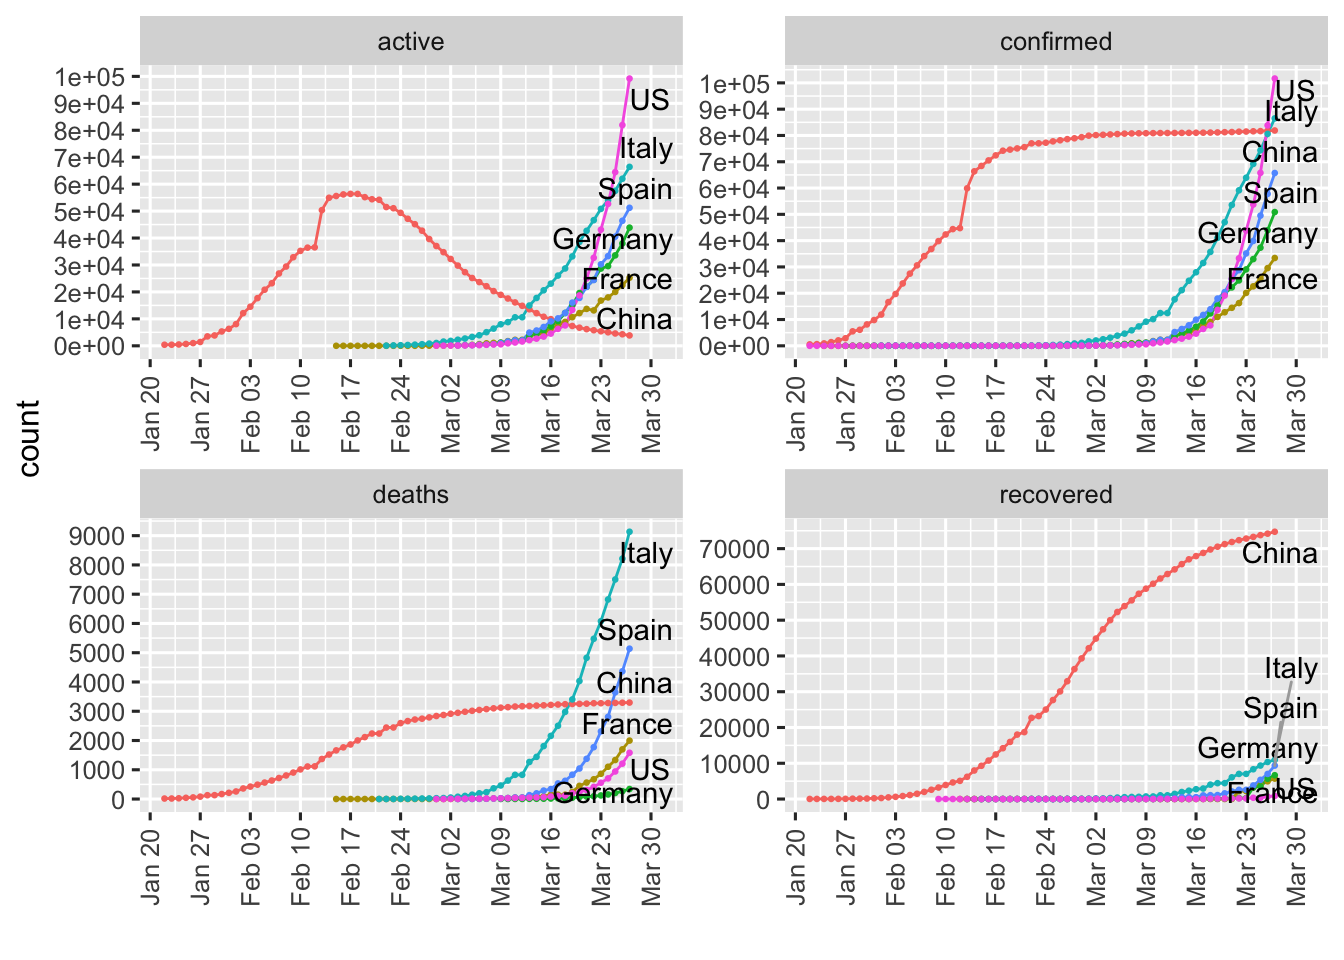 active
1e+05
9e+04
8e+04
7e+04
6e+04
5e+04
4e+04
3e+04
2e+04
1e+04
0e+00
US
Italy
Spain
Germany
France
China
Jan 20
Jan 27
Feb 03
Feb 10
Feb 17
Feb 24
Mar 02
Mar 09
Mar 16
Mar 23
Mar 30
confirmed
1e+05
9e+04
8e+04
7e+04
6e+04
5e+04
4e+04
3e+04
2e+04
1e+04
0e+00
US
Italy
China
Spain
Germany
France
Jan 20
Jan 27
Feb 03
Feb 10
Feb 17
Feb 24
Mar 02
Mar 09
Mar 16
Mar 23
Mar 30
count
deaths
9000
8000
7000
6000
5000
4000
3000
2000
1000
0
Italy
Spain
China
France
US
Germany
Jan 20
Jan 27
Feb 03
Feb 10
Feb 17
Feb 24
Mar 02
Mar 09
Mar 16
Mar 23
Mar 30
recovered
70000
60000
50000
40000
30000
20000
10000
0
China
Italy
Spain
Germany
US
France
Jan 20
Jan 27
Feb 03
Feb 10
Feb 17
Feb 24
Mar 02
Mar 09
Mar 16
Mar 23
Mar 30